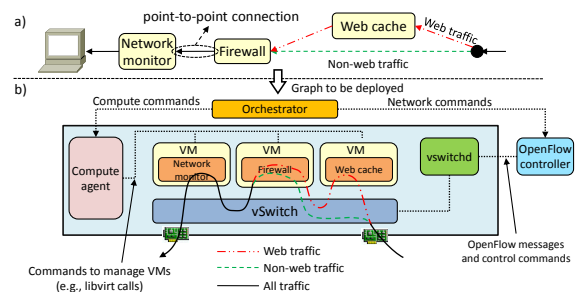 point-to-point connection
a)
Web cache
Web traffic
Network
monitor
Firewall
Non-web traffic
Graph to be deployed
b)
Compute commands
Orchestrator
Network commands
VM
VM
VM
Network
monitor
Firewall
Web cache
vswitchd
OpenFlow
controller
Compute
agent
vSwitch
Web traffic
Non-web traffic
All traffic
Commands to manage VMs
(e.g., libvirt calls)
OpenFlow messages
and control commands